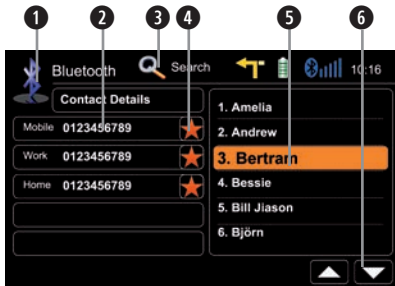 1 2 3 4 5 6
Bluetooth Search 10:16
Contact Details
Mobile 0123456789
Work 0123456789
Home 0123456789
1. Amelia
2. Andrew
3. Bertram
4. Bessie
5. Bill Jiason
6. Björn